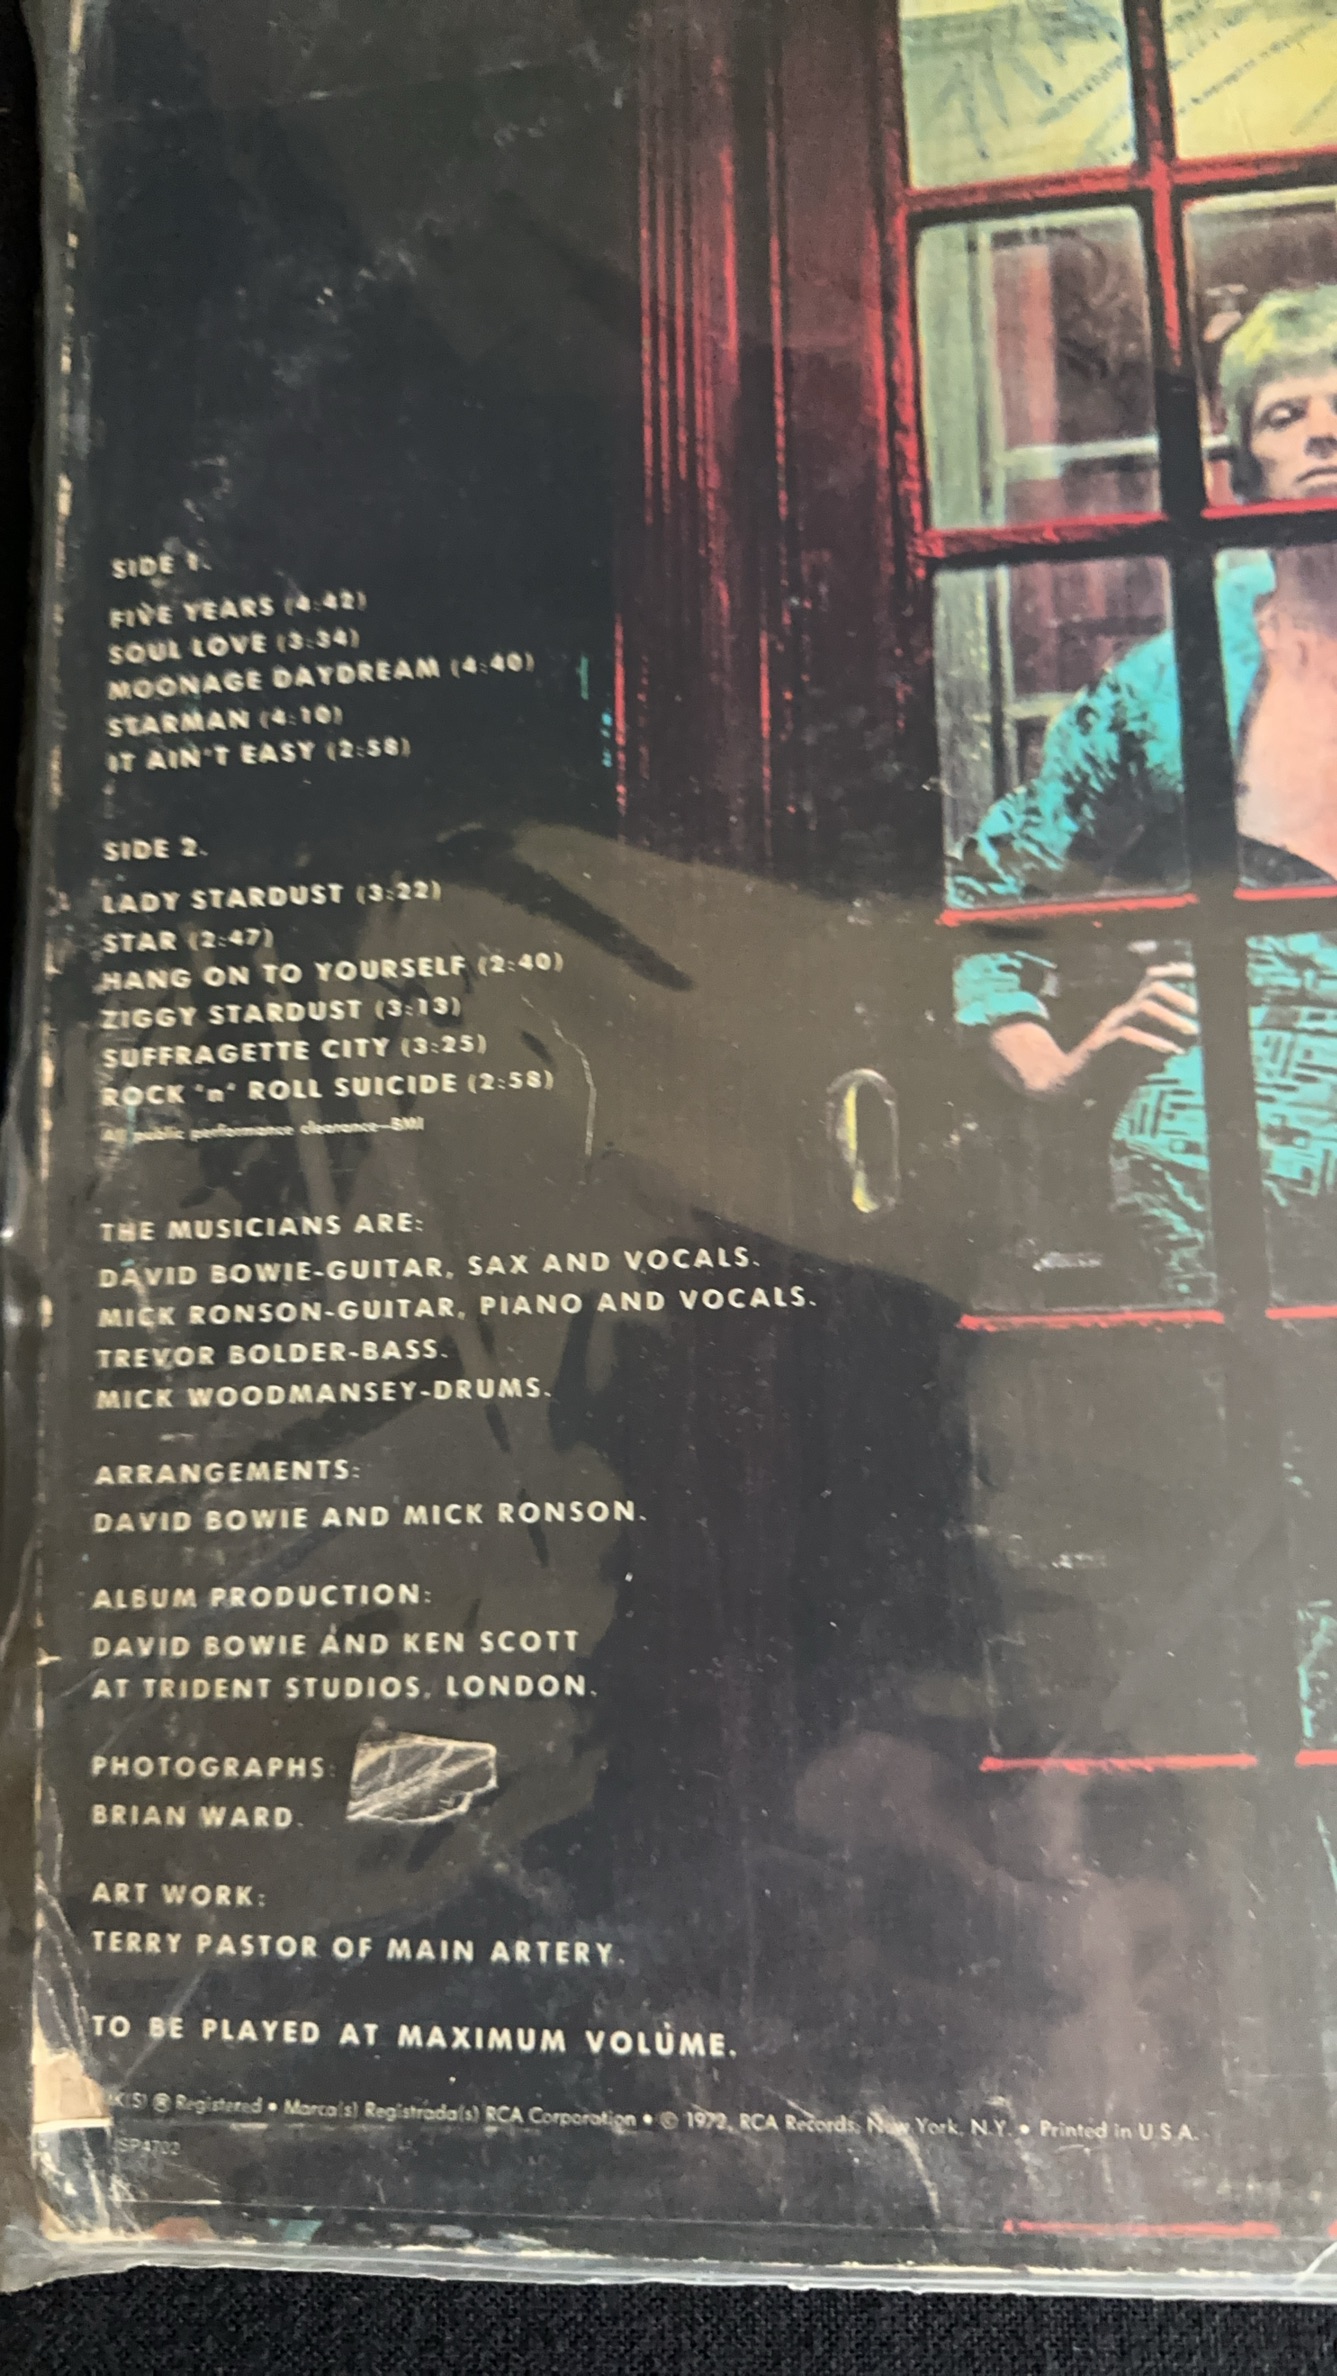 SIDE 1.
FIVE YEARS (4:42)
SOUL LOVE (3:34)
MOONAGE DAYDREAM (4:40)
STARMAN (4:10)
IT AIN'T EASY (2:58)
SIDE 2.
LADY STARDUST (3:22)
STAR (2:47)
HANG ON TO YOURSELF (2:40)
ZIGGY STARDUST (3:13)
SUFFRAGETTE CITY (3:25)
ROCK "n" ROLL SUICIDE (2:58)
All public performance clearance—BMI
THE MUSICIANS ARE:
DAVID BOWIE-GUITAR, SAX AND VOCALS.
MICK RONSON-GUITAR, PIANO AND VOCALS.
TREVOR BOLDER-BASS.
MICK WOODMANSEY-DRUMS.
ARRANGEMENTS:
DAVID BOWIE AND MICK RONSON.
ALBUM PRODUCTION:
DAVID BOWIE AND KEN SCOTT
AT TRIDENT STUDIOS, LONDON.
PHOTOGRAPHS:
BRIAN WARD.
ART WORK:
TERRY PASTOR OF MAIN ARTERY.
TO BE PLAYED AT MAXIMUM VOLUME.
K(S) ® Registered • Marca(s) Registrada(s) RCA Corporation • © 1972, RCA Records, New York, N.Y. • Printed in U.S.A.
SP4702